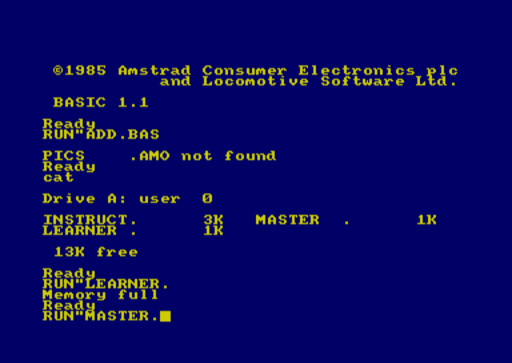 ©1985 Amstrad Consumer Electronics plc
and Locomotive Software Ltd.
BASIC 1.1
Ready
RUN"ADD.BAS
PICS     .AMO not found
Ready
cat
Drive A: user  0
INSTRUCT.      3K   MASTER  .      1K
LEARNER .      1K
13K free
Ready
RUN"LEARNER.
Memory full
Ready
RUN"MASTER.